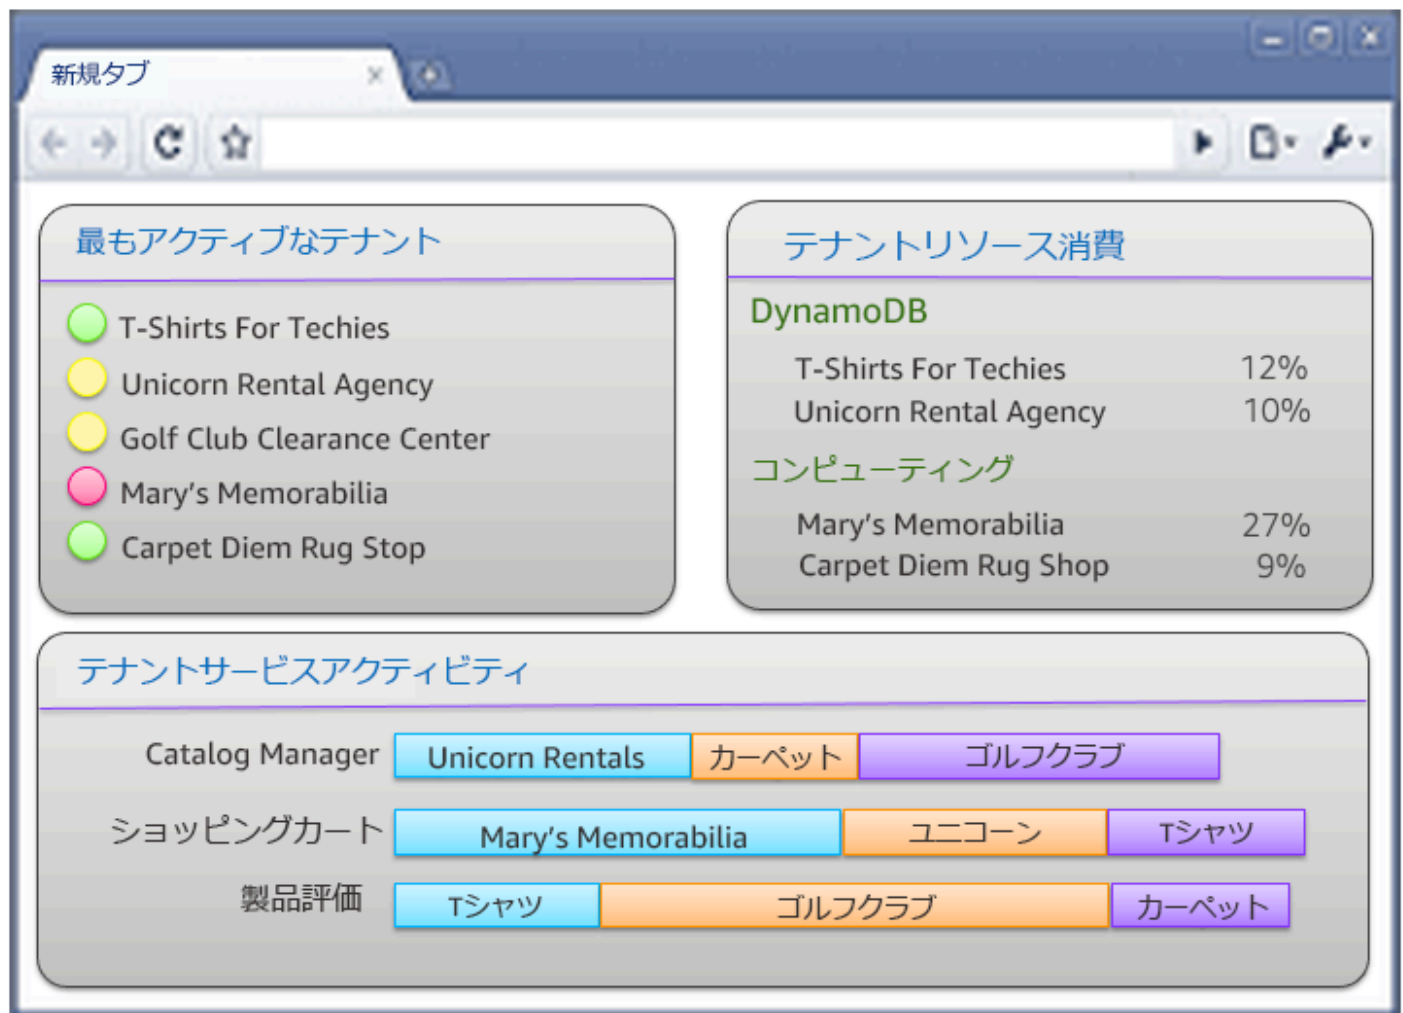 新規タブ
最もアクティブなテナント
T-Shirts For Techies
Unicorn Rental Agency
Golf Club Clearance Center
Mary's Memorabilia
Carpet Diem Rug Stop
テナントリソース消費
DynamoDB
T-Shirts For Techies 12%
Unicorn Rental Agency 10%
コンピューティング
Mary's Memorabilia 27%
Carpet Diem Rug Shop 9%
テナントサービスアクティビティ
Catalog Manager Unicorn Rentals カーペット ゴルフクラブ
ショッピングカート Mary's Memorabilia ユニコーン Tシャツ
製品評価 Tシャツ ゴルフクラブ カーペット